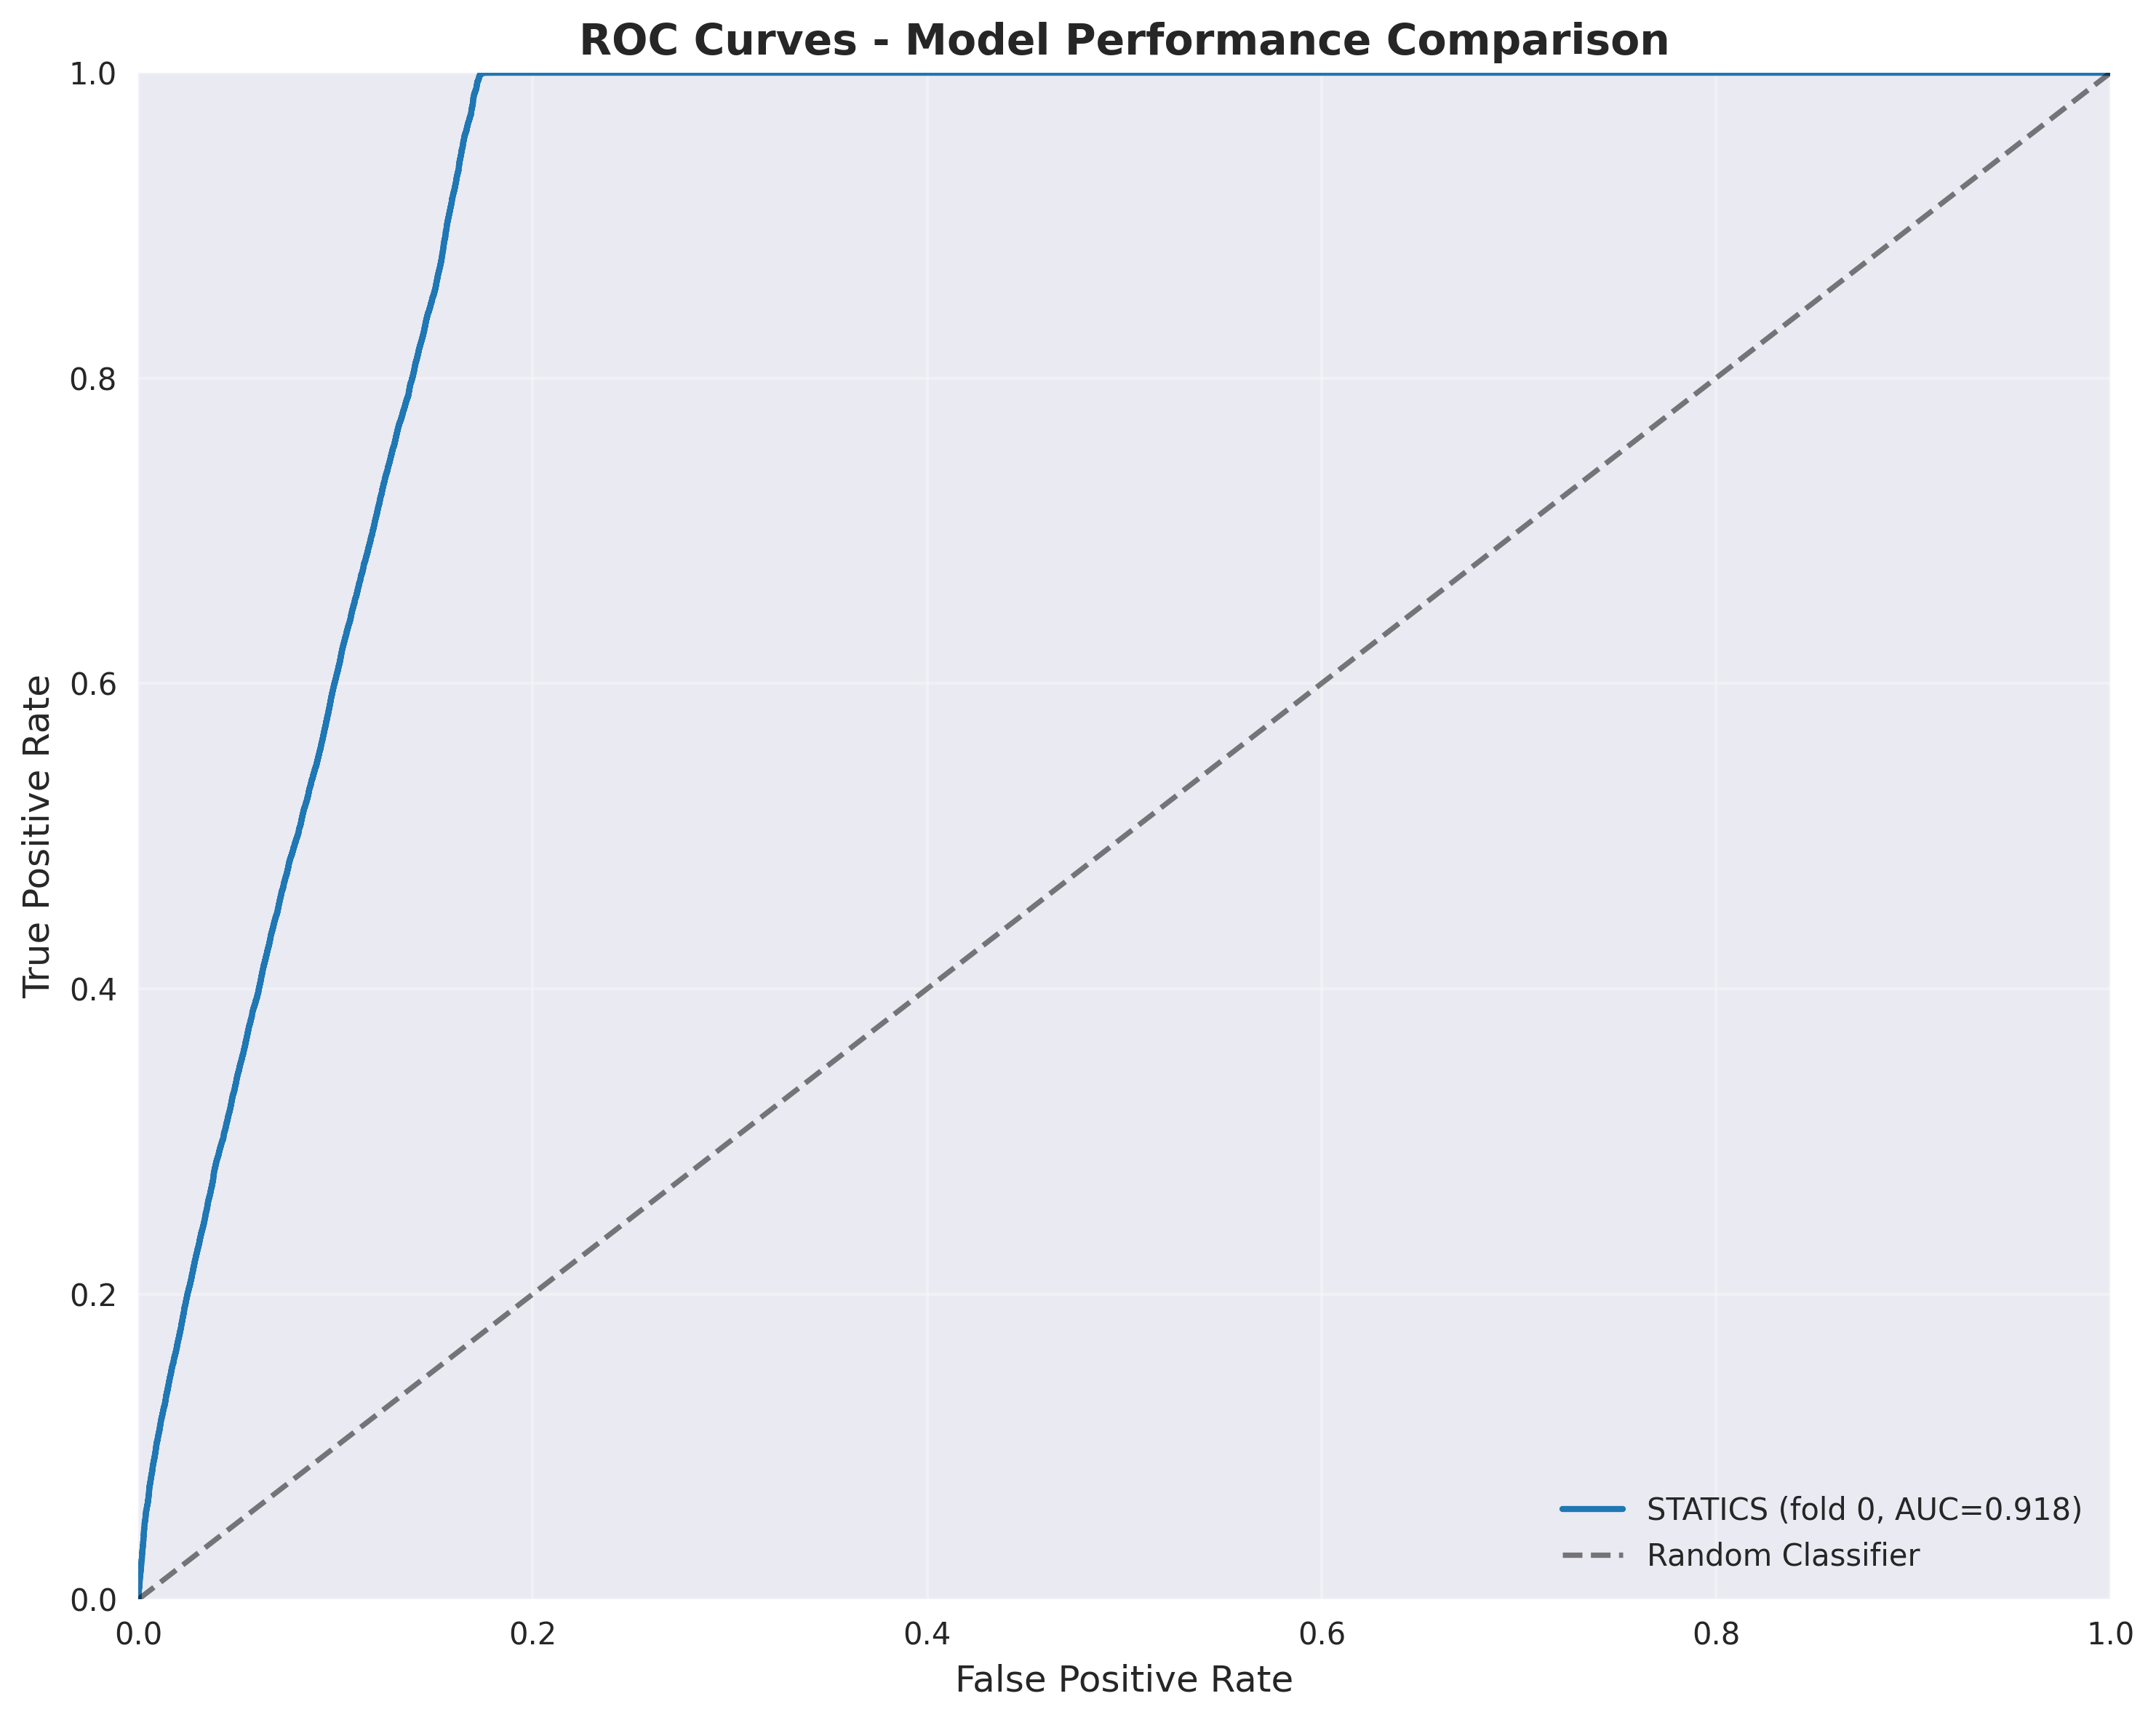 ROC Curves - Model Performance Comparison
1.0
0.8
0.6
0.4
0.2
0.0
True Positive Rate
0.0 0.2 0.4 0.6 0.8 1.0
False Positive Rate
STATICS (fold 0, AUC=0.918)
Random Classifier